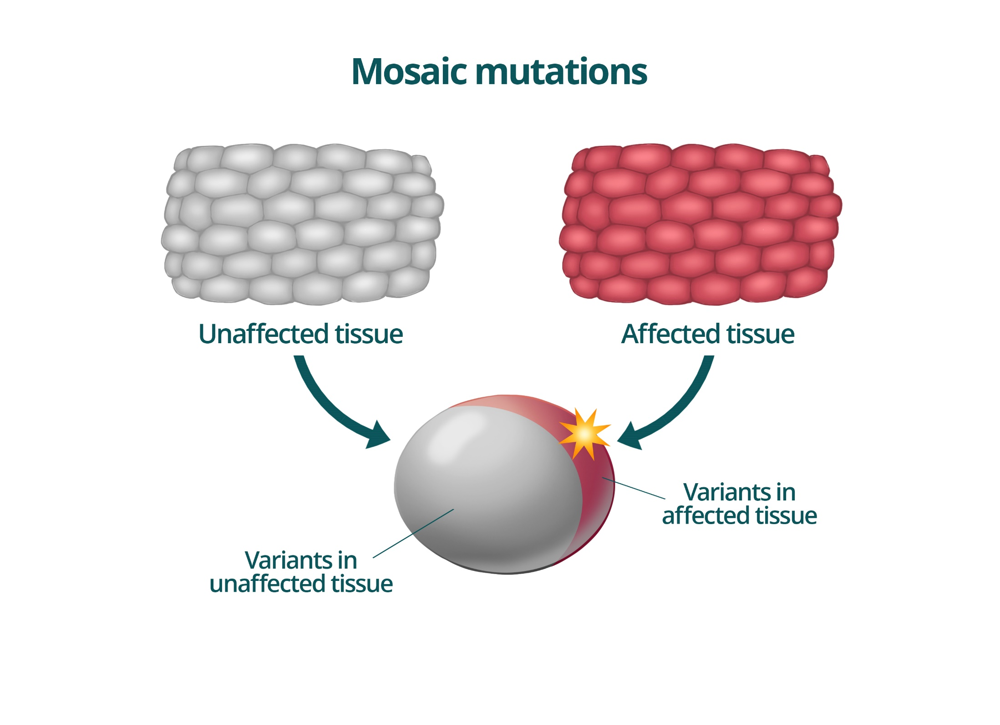 Mosaic mutations
Unaffected tissue
Affected tissue
Variants in
affected tissue
Variants in
unaffected tissue